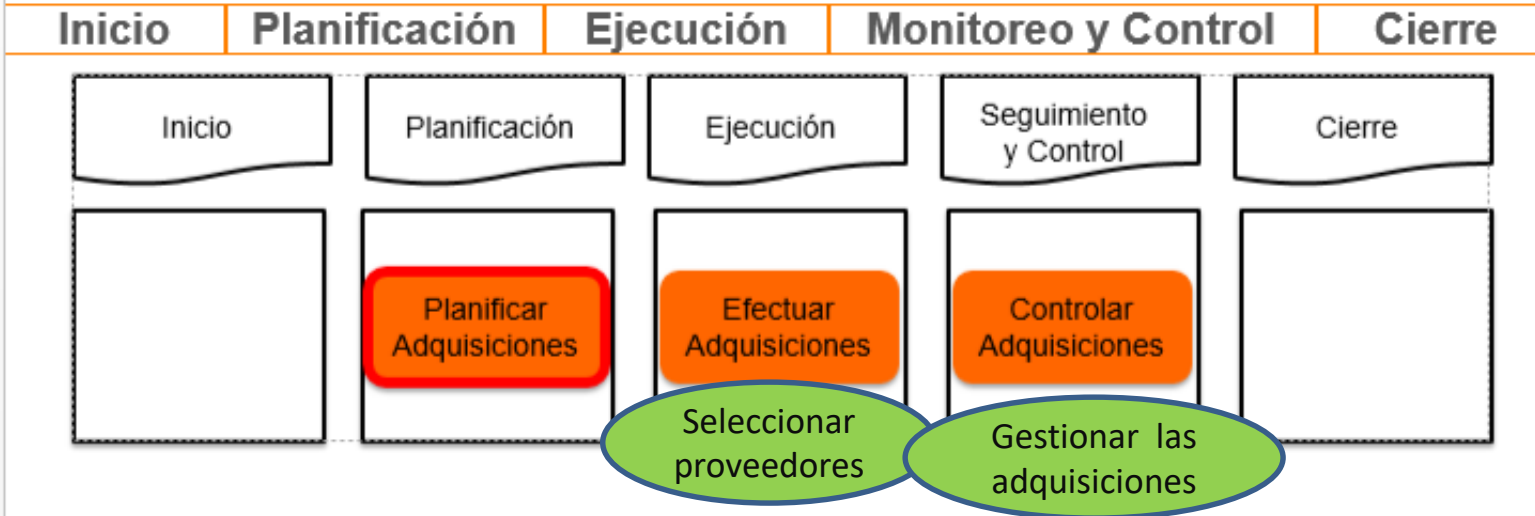 Inicio Planificación Ejecución Monitoreo y Control Cierre
Inicio Planificación Ejecución Seguimiento
y Control Cierre
Planificar
Adquisiciones
Efectuar
Adquisiciones
Controlar
Adquisiciones
Seleccionar
proveedores
Gestionar las
adquisiciones